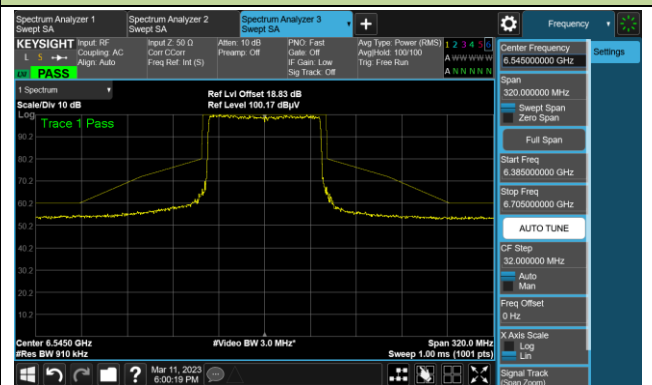 Spectrum Analyzer 1
Swept SA
Spectrum Analyzer 2
Swept SA
Spectrum Analyzer 3
Swept SA
Frequency
KEYSIGHT
L S
PASS
Input: RF
Coupling: AC
Align: Auto
Input Z: 50 Ω
Corr CCorr
Freq Ref: Int (S)
Atten: 10 dB
Preamp: Off
PNO: Fast
Gate: Off
IF Gain: Low
Sig Track: Off
Avg Type: Power (RMS)
Avg|Hold: 100/100
Trig: Free Run
1 2 3 4 5 6
A W W W W W
A N N N N N
1 Spectrum
Scale/Div 10 dB
Ref Lvl Offset 18.83 dB
Ref Level 100.17 dBµV
Log
Trace 1 Pass
90.2
80.2
70.2
60.2
50.2
40.2
30.2
20.2
10.2
Center 6.5450 GHz
#Res BW 910 kHz
#Video BW 3.0 MHz*
Span 320.0 MHz
Sweep 1.00 ms (1001 pts)
Center Frequency
6.545000000 GHz
Settings
Span
320.000000 MHz
Swept Span
Zero Span
Full Span
Start Freq
6.385000000 GHz
Stop Freq
6.705000000 GHz
AUTO TUNE
CF Step
32.000000 MHz
Auto
Man
Freq Offset
0 Hz
X Axis Scale
Log
Lin
Signal Track
(Span Zoom)
?
Mar 11, 2023
6:00:19 PM